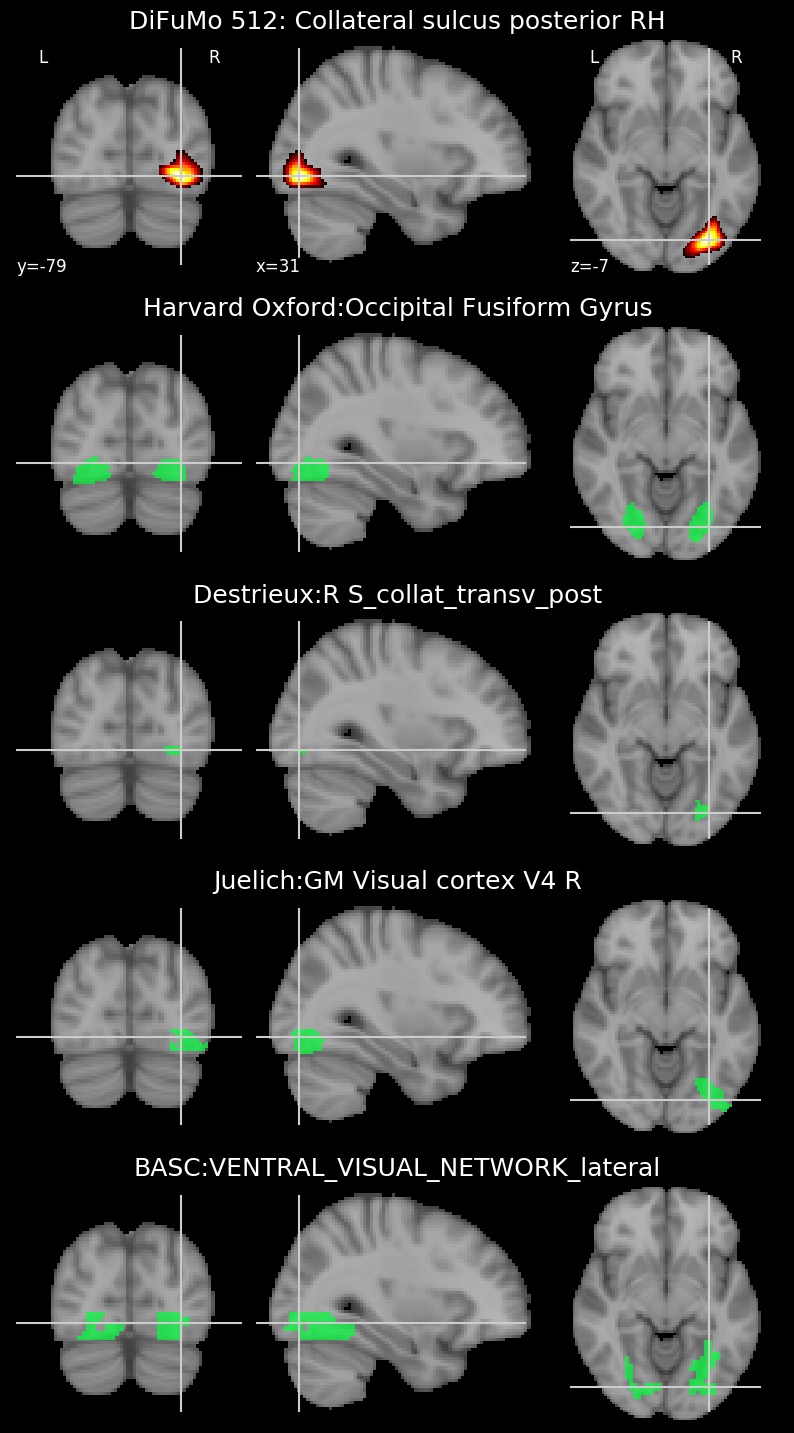 DiFuMo 512: Collateral sulcus posterior RH
L R L R
y=-79 x=31 z=-7
Harvard Oxford:Occipital Fusiform Gyrus
Destrieux:R S_collat_transv_post
Juelich:GM Visual cortex V4 R
BASC:VENTRAL_VISUAL_NETWORK_lateral